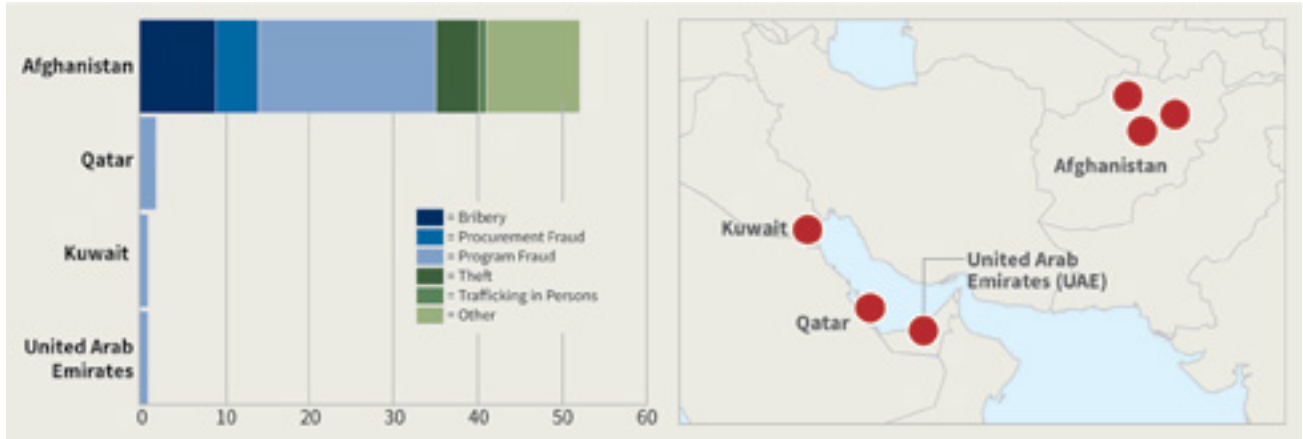 Afghanistan
Qatar
Kuwait
United Arab
Emirates
= Bribery
= Procurement Fraud
= Program Fraud
= Theft
= Trafficking in Persons
= Other
0 10 20 30 40 50 60
Afghanistan
Kuwait
United Arab
Emirates (UAE)
Qatar